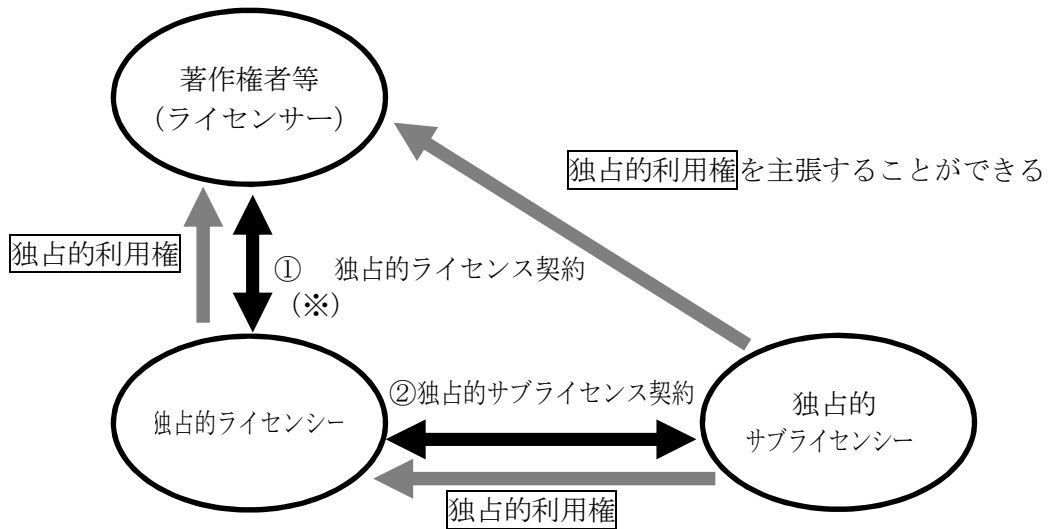 著作権者等
（ライセンサー）
独占的利用権を主張することができる
独占的利用権
①　独占的ライセンス契約
（※）
②独占的サブライセンス契約
独占的ライセンシー
独占的
サブライセンシー
独占的利用権